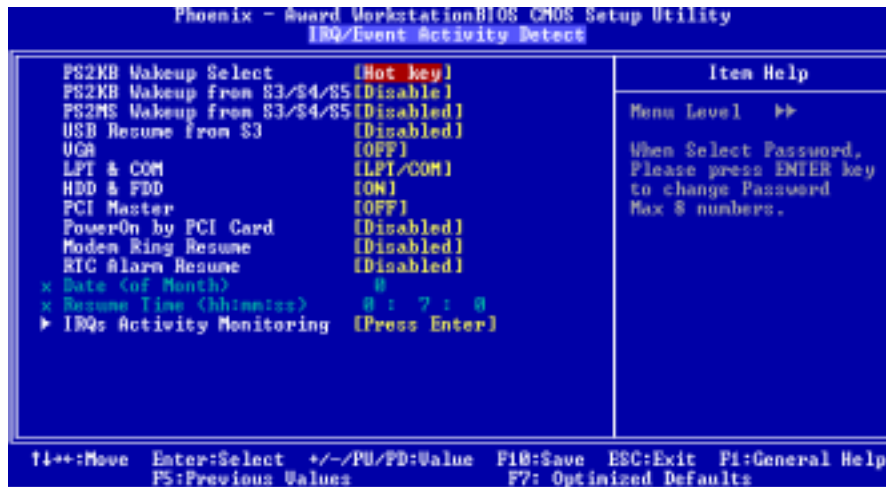 Phoenix - Award WorkstationBIOS CMOS Setup Utility
IRQ/Event Activity Detect
PS2KB Wakeup Select [Hot key]
PS2KB Wakeup from S3/S4/S5[Disable]
PS2MS Wakeup from S3/S4/S5[Disabled]
USB Resume from S3 [Disabled]
VGA [OFF]
LPT & COM [LPT/COM]
HDD & FDD [ON]
PCI Master [OFF]
PowerOn by PCI Card [Disabled]
Modem Ring Resume [Disabled]
RTC Alarm Resume [Disabled]
x Date (of Month) 0
x Resume Time (hh:mm:ss) 0 : 7 : 0
▶ IRQs Activity Monitoring [Press Enter]
Item Help
Menu Level ▶▶
When Select Password,
Please press ENTER key
to change Password
Max 8 numbers.
↑↓→←:Move Enter:Select +/-/PU/PD:Value F10:Save ESC:Exit F1:General Help
F5:Previous Values F7: Optimized Defaults